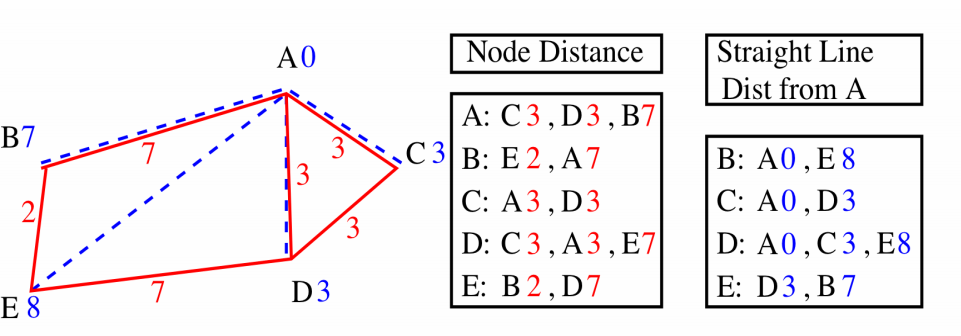 A 0
B 7
7
3
C 3
3
2
3
7
D 3
E 8
Node Distance
A: C 3 , D 3 , B 7
B: E 2 , A 7
C: A 3 , D 3
D: C 3 , A 3 , E 7
E: B 2 , D 7
Straight Line
Dist from A
B: A 0 , E 8
C: A 0 , D 3
D: A 0 , C 3 , E 8
E: D 3 , B 7